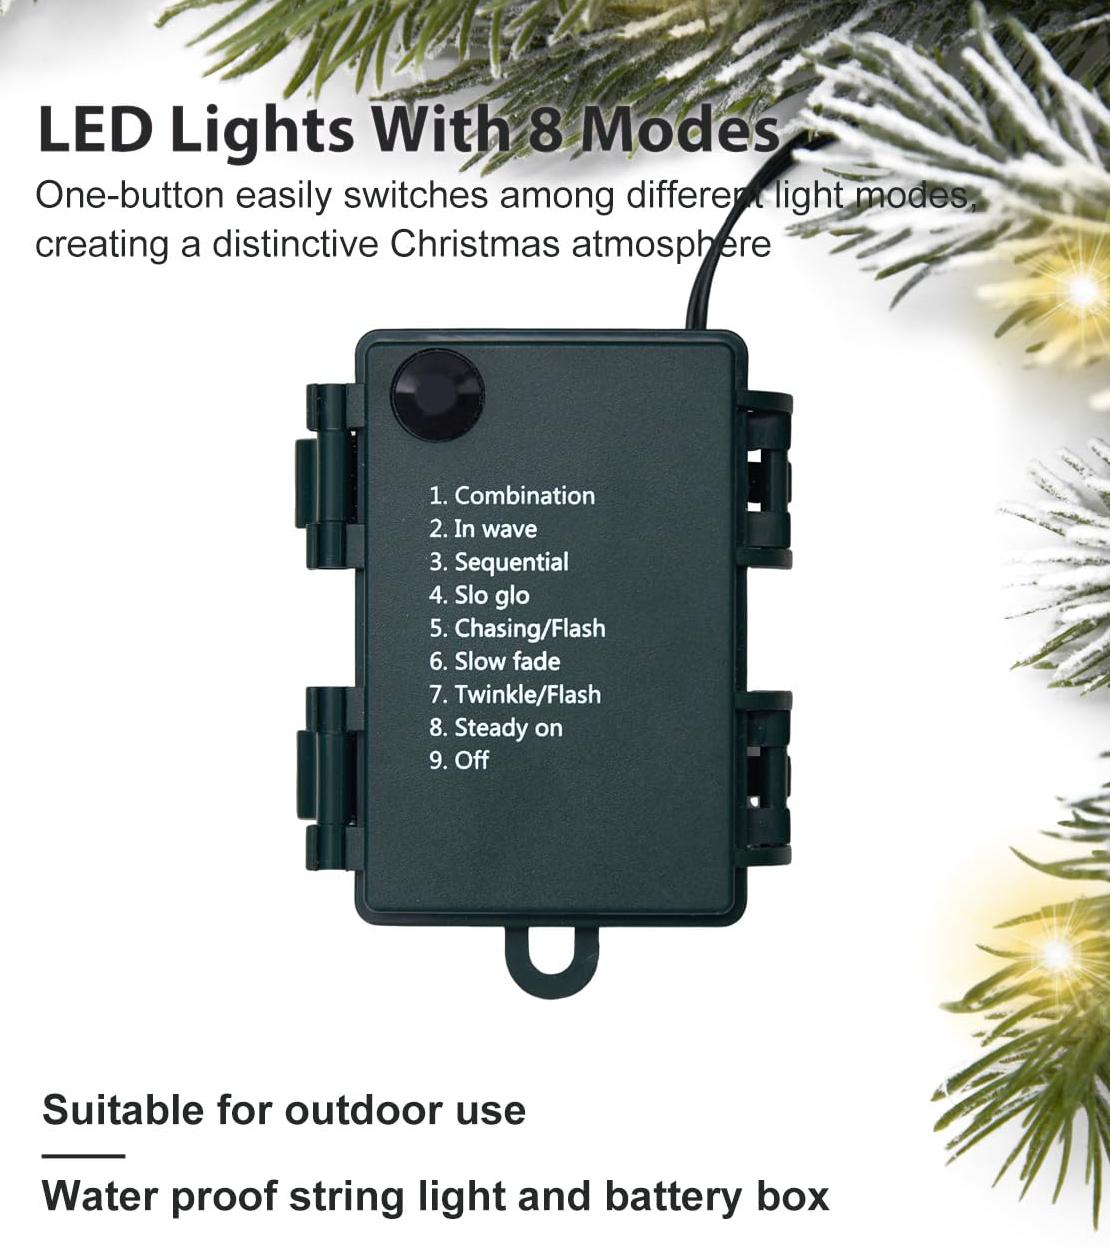 LED Lights With 8 Modes
One-button easily switches among different light modes,
creating a distinctive Christmas atmosphere
1. Combination
2. In wave
3. Sequential
4. Slo glo
5. Chasing/Flash
6. Slow fade
7. Twinkle/Flash
8. Steady on
9. Off
Suitable for outdoor use
Water proof string light and battery box